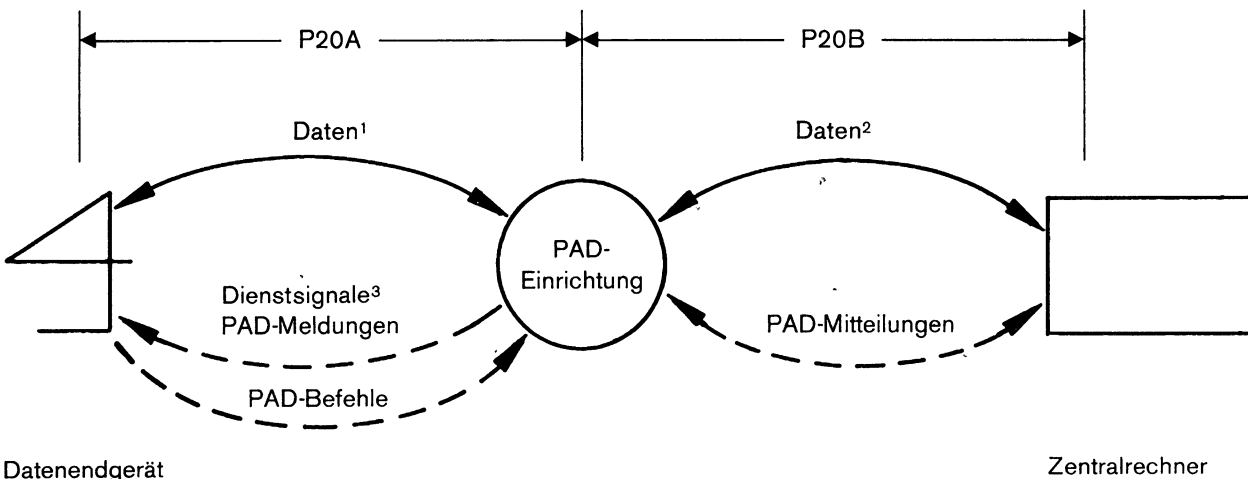 P20A
P20B
Daten¹
Daten²
PAD-
Einrichtung
Dienstsignale³
PAD-Meldungen
PAD-Mitteilungen
PAD-Befehle
Datenendgerät
Zentralrechner